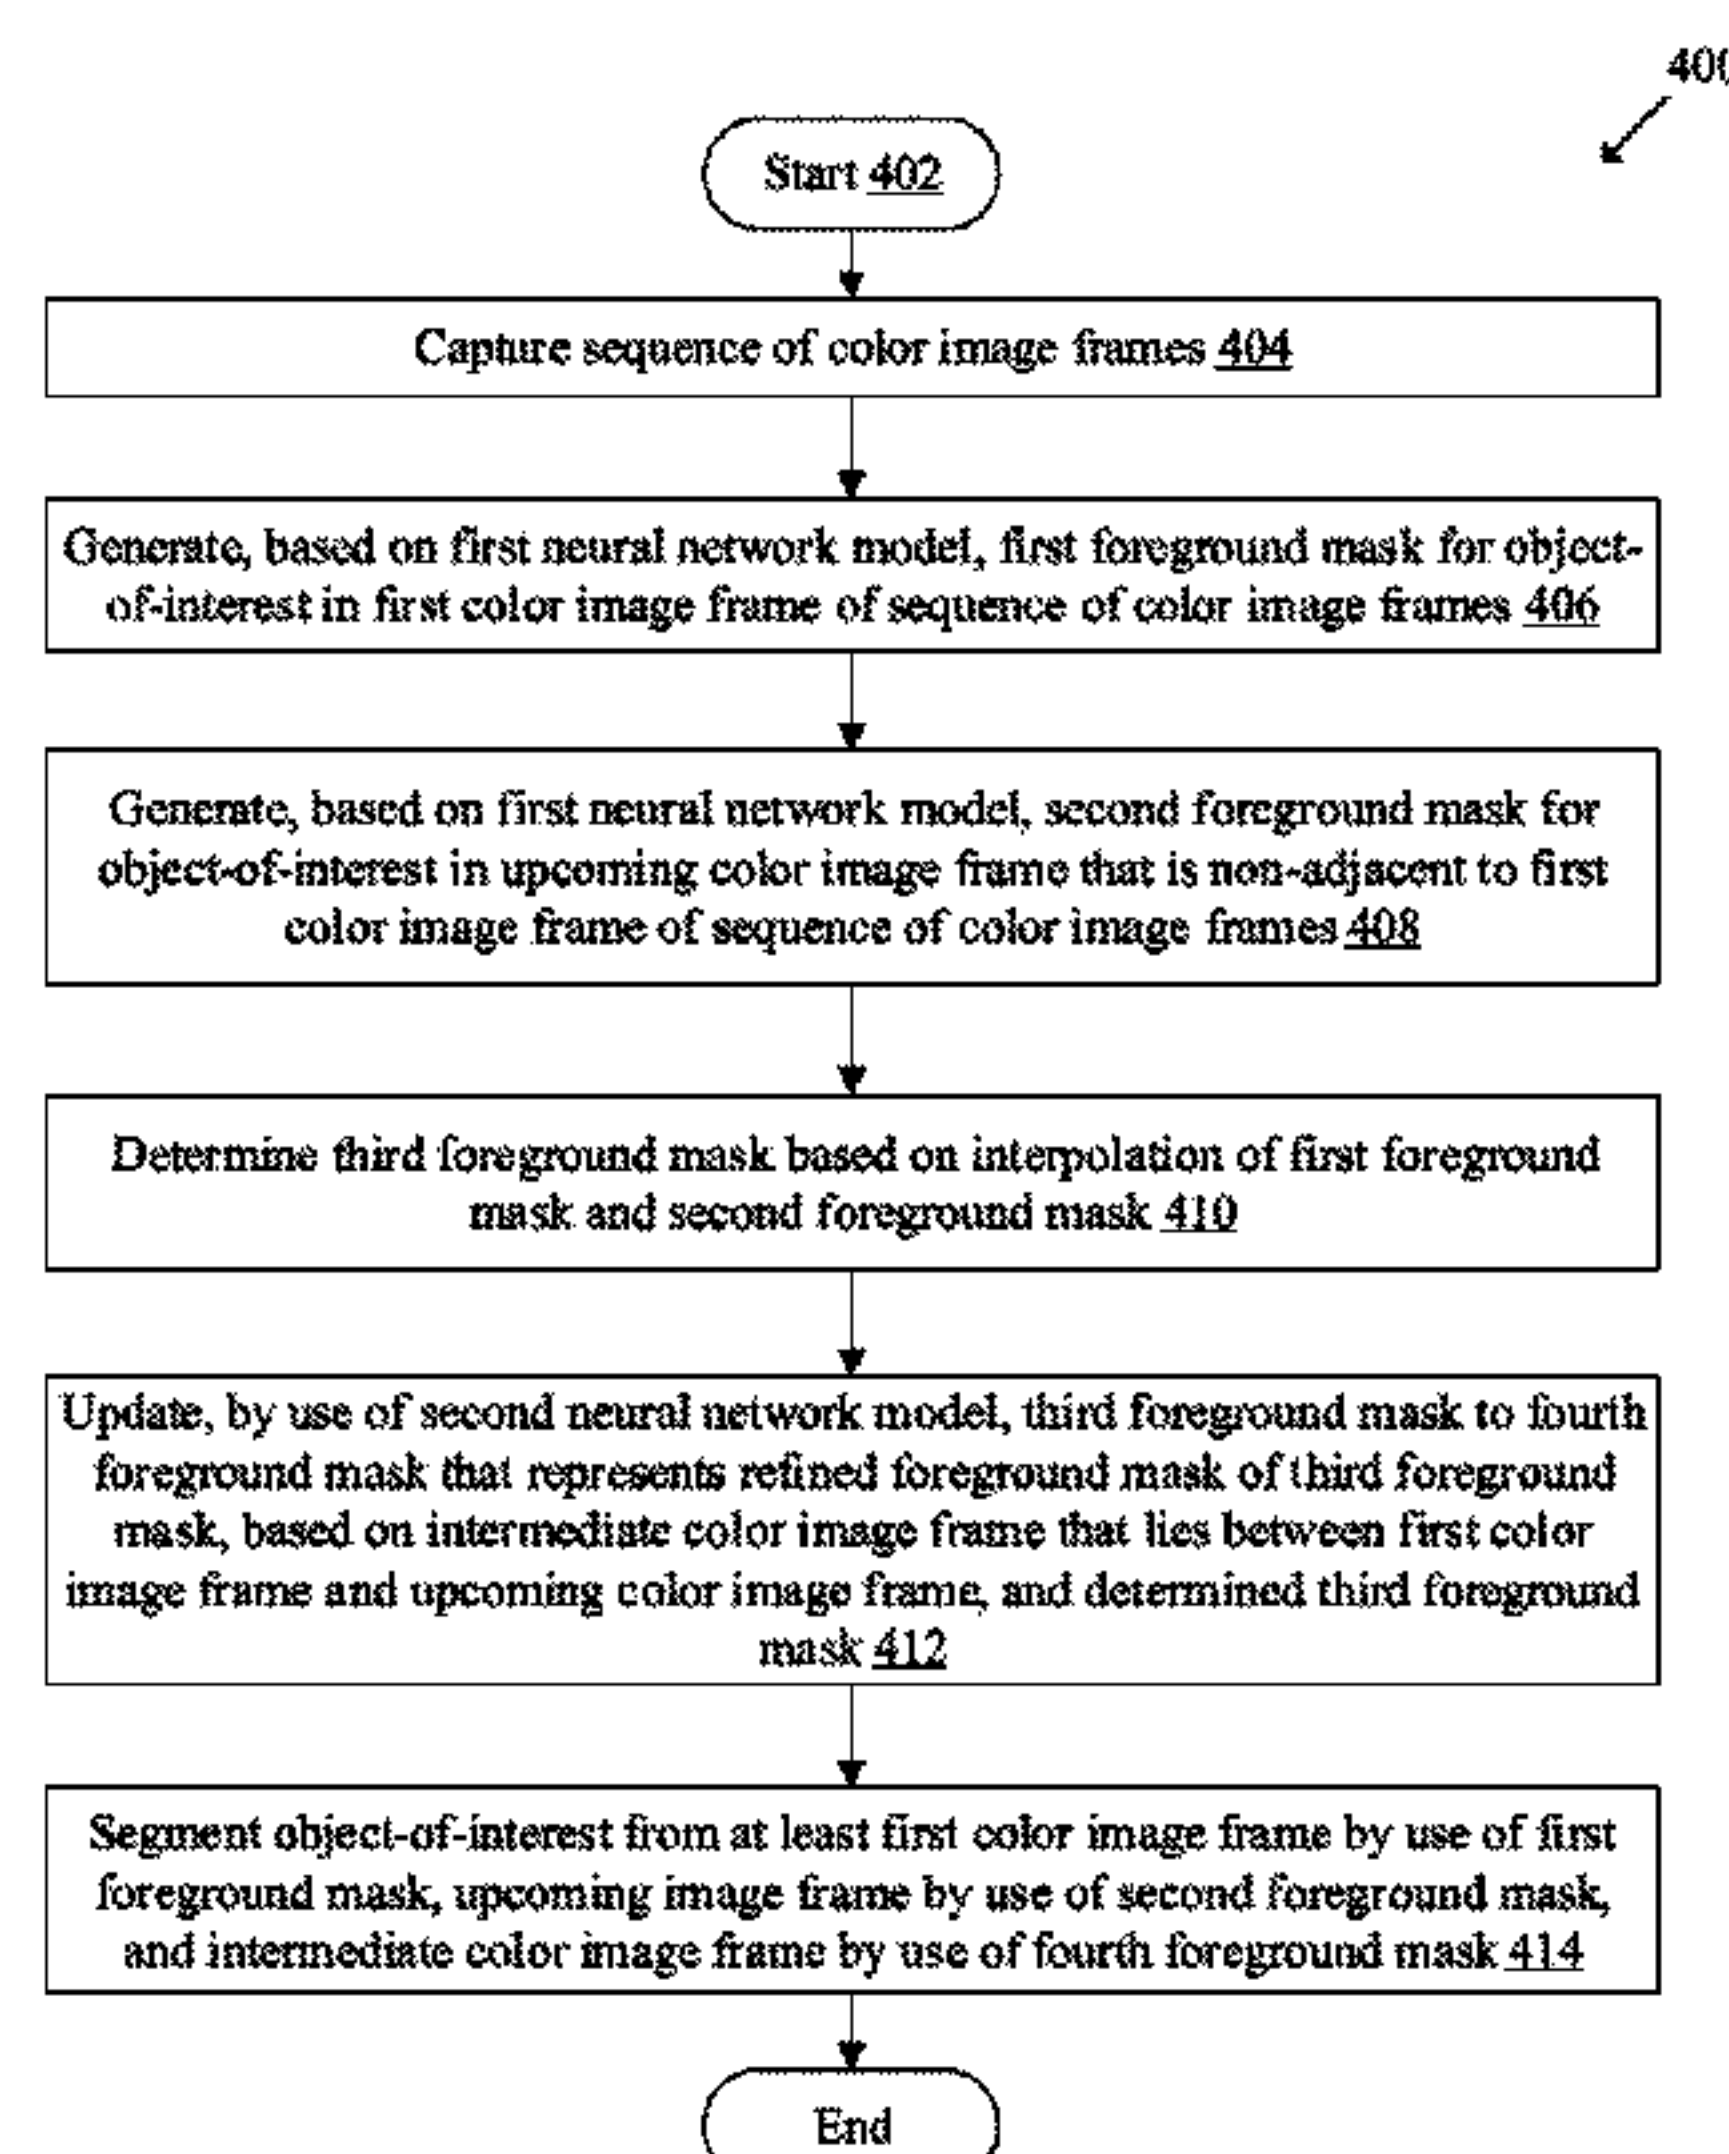 400
Start 402
Capture sequence of color image frames 404
Generate, based on first neural network model, first foreground mask for object-
of-interest in first color image frame of sequence of color image frames 406
Generate, based on first neural network model, second foreground mask for
object-of-interest in upcoming color image frame that is non-adjacent to first
color image frame of sequence of color image frames 408
Determine third foreground mask based on interpolation of first foreground
mask and second foreground mask 410
Update, by use of second neural network model, third foreground mask to fourth
foreground mask that represents refined foreground mask of third foreground
mask, based on intermediate color image frame that lies between first color
image frame and upcoming color image frame, and determined third foreground
mask 412
Segment object-of-interest from at least first color image frame by use of first
foreground mask, upcoming image frame by use of second foreground mask,
and intermediate color image frame by use of fourth foreground mask 414
End